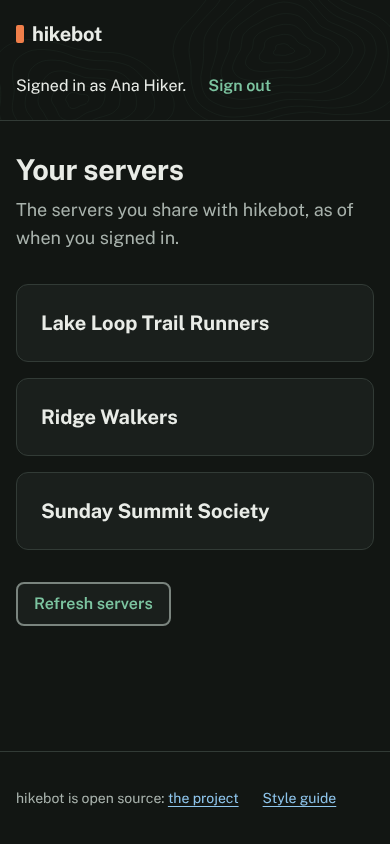 hikebot
Signed in as Ana Hiker. Sign out
Your servers
The servers you share with hikebot, as of
when you signed in.
Lake Loop Trail Runners
Ridge Walkers
Sunday Summit Society
Refresh servers
hikebot is open source: the project Style guide